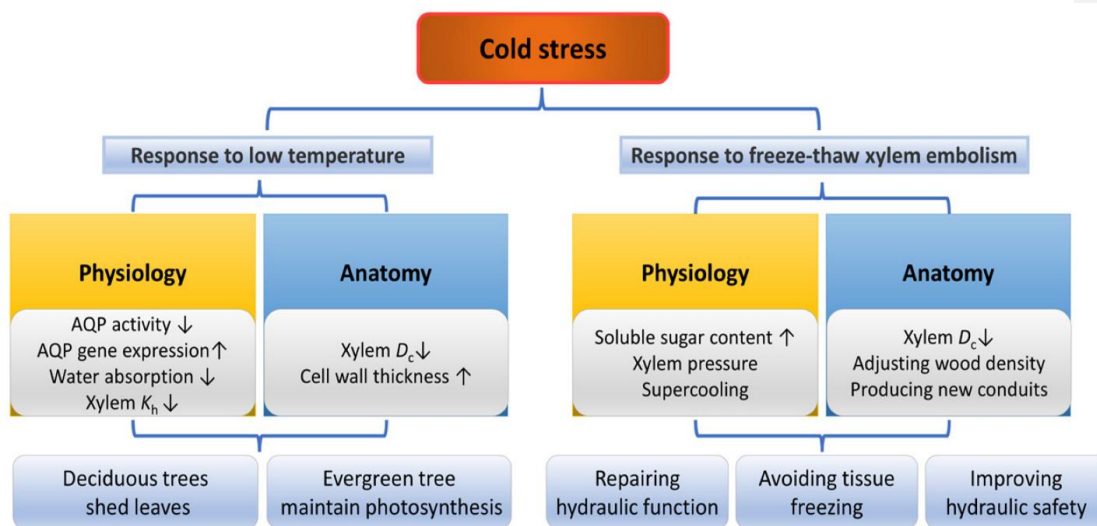 Cold stress
Response to low temperature
Response to freeze-thaw xylem embolism
Physiology
AQP activity ↓
AQP gene expression↑
Water absorption ↓
Xylem Kh ↓
Anatomy
Xylem Dc↓
Cell wall thickness ↑
Physiology
Soluble sugar content ↑
Xylem pressure
Supercooling
Anatomy
Xylem Dc↓
Adjusting wood density
Producing new conduits
Deciduous trees
shed leaves
Evergreen tree
maintain photosynthesis
Repairing
hydraulic function
Avoiding tissue
freezing
Improving
hydraulic safety